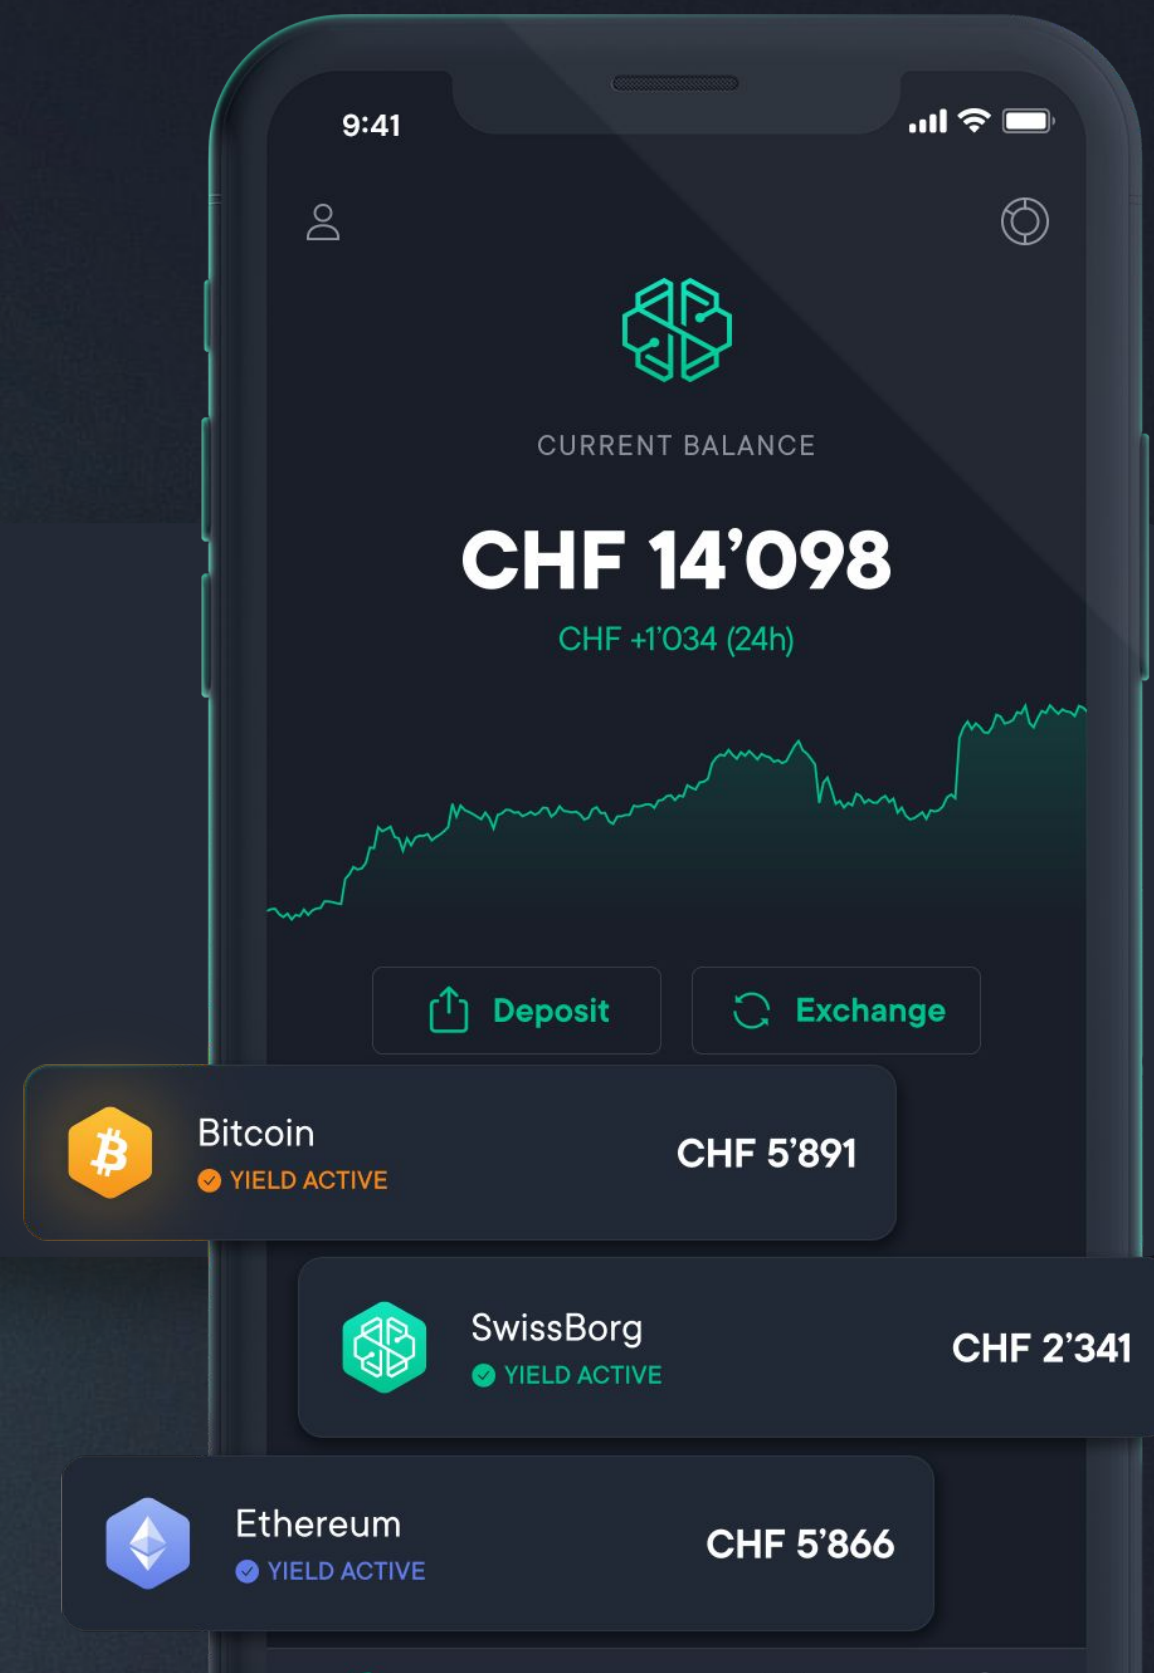 9:41
CURRENT BALANCE
CHF 14’098
CHF +1’034 (24h)
Deposit
Exchange
Bitcoin
YIELD ACTIVE
CHF 5’891
SwissBorg
YIELD ACTIVE
CHF 2’341
Ethereum
YIELD ACTIVE
CHF 5’866